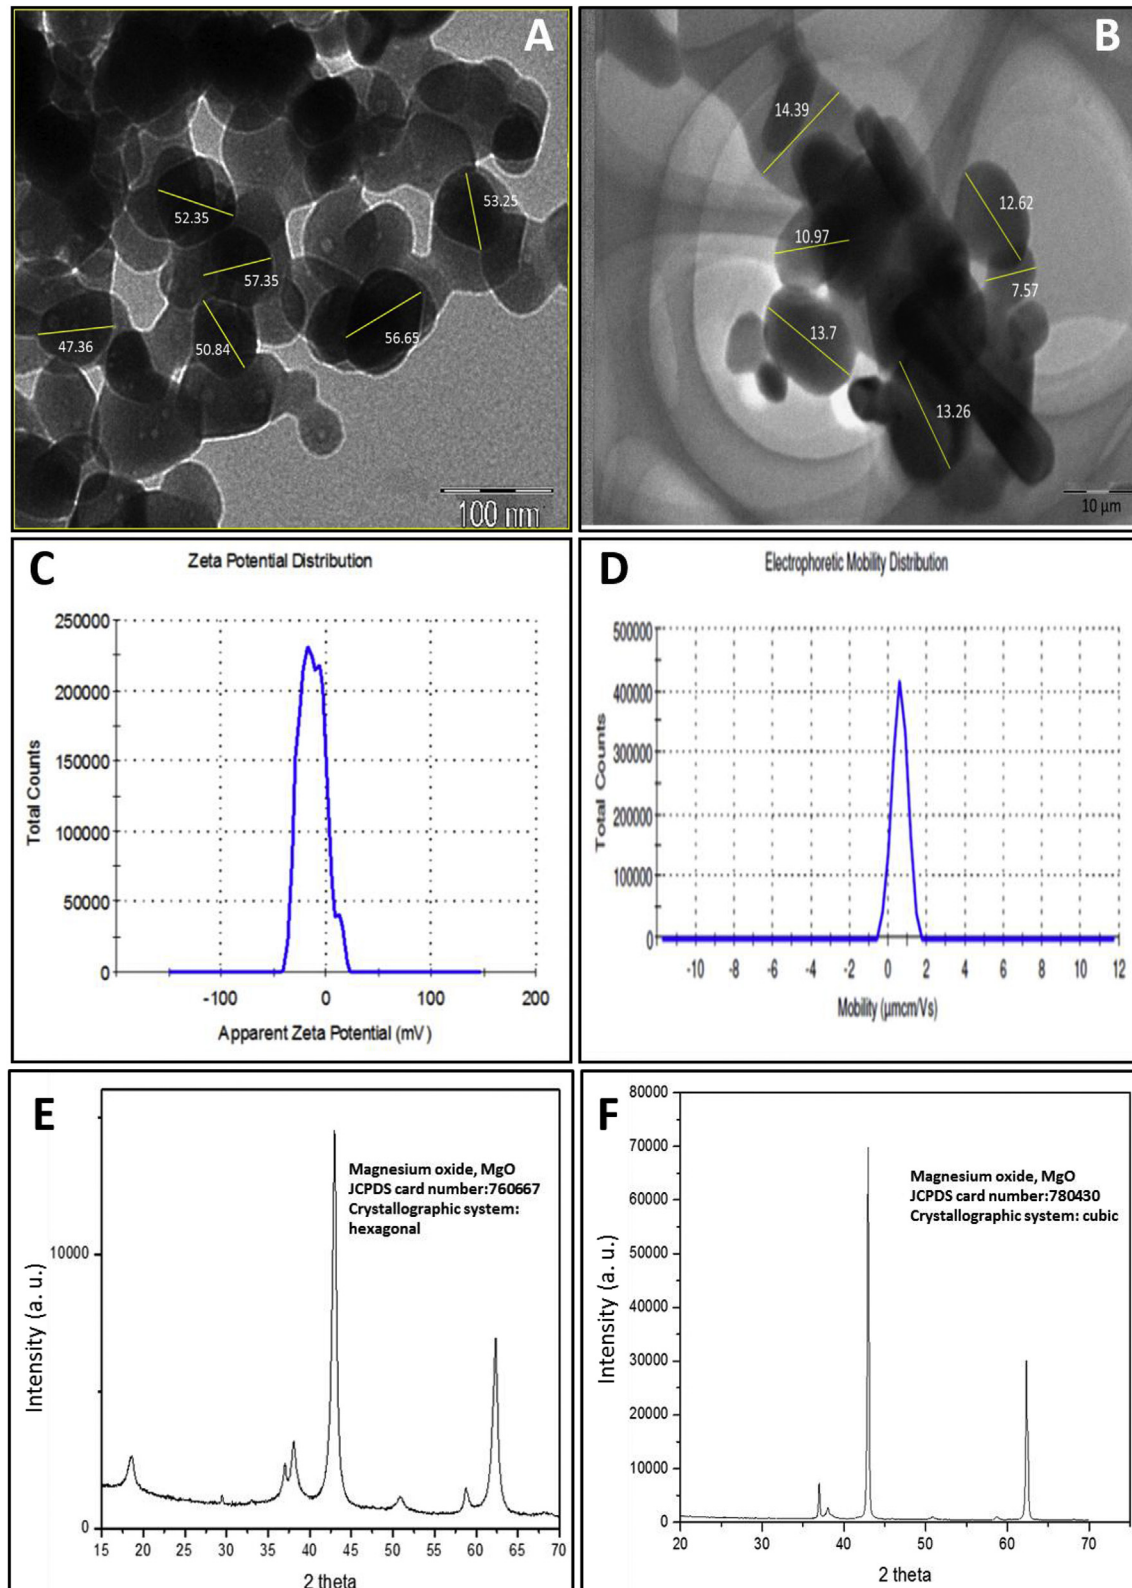 A
52.35
53.25
57.35
47.36
50.84
56.65
100 nm
B
14.39
12.62
10.97
7.57
13.7
13.26
10 µm
C
Zeta Potential Distribution
250000
200000
150000
100000
50000
0
Total Counts
-100
0
100
200
Apparent Zeta Potential (mV)
D
Electrophoretic Mobility Distribution
500000
400000
300000
200000
100000
0
Total Counts
-10
-8
-6
-4
-2
0
2
4
6
8
10
12
Mobility (µmcm/Vs)
E
Magnesium oxide, MgO
JCPDS card number:760667
Crystallographic system:
hexagonal
10000
0
Intensity (a. u.)
15
20
25
30
35
40
45
50
55
60
65
70
2 theta
F
Magnesium oxide, MgO
JCPDS card number:780430
Crystallographic system: cubic
80000
70000
60000
50000
40000
30000
20000
10000
0
Intensity (a. u.)
20
30
40
50
60
70
2 theta